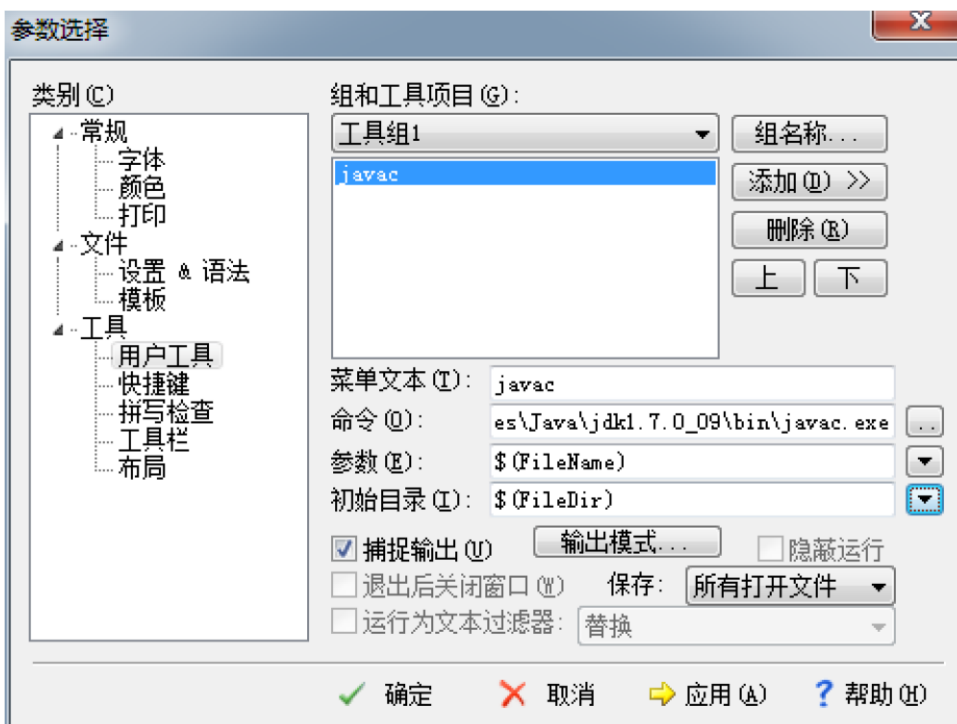 参数选择
类别(C)
常规
字体
颜色
打印
文件
设置 & 语法
模板
工具
用户工具
快捷键
拼写检查
工具栏
布局
组和工具项目(G):
工具组1
组名称...
javac
添加(D) >>
删除(R)
上 下
菜单文本(T): javac
命令(O): es\Java\jdk1.7.0_09\bin\javac.exe ..
参数(E): $(FileName)
初始目录(I): $(FileDir)
捕捉输出(U) 输出模式... 隐蔽运行
退出后关闭窗口(W) 保存: 所有打开文件
运行为文本过滤器: 替换
确定 取消 应用(A) 帮助(H)